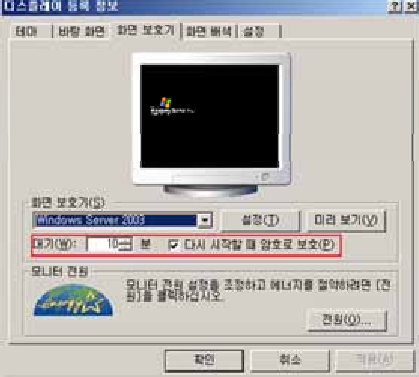 디스플레이 등록 정보
테마 바탕 화면 화면 보호기 화면 배색 설정
화면 보호기(S)
Windows Server 2003 설정(T) 미리 보기(V)
대기(W): 10 분 다시 시작할 때 암호로 보호(P)
모니터 전원
모니터 전원 설정을 조정하고 에너지를 절약하려면 [전
원]을 클릭하십시오.
전원(O)...
확인 취소 적용(A)